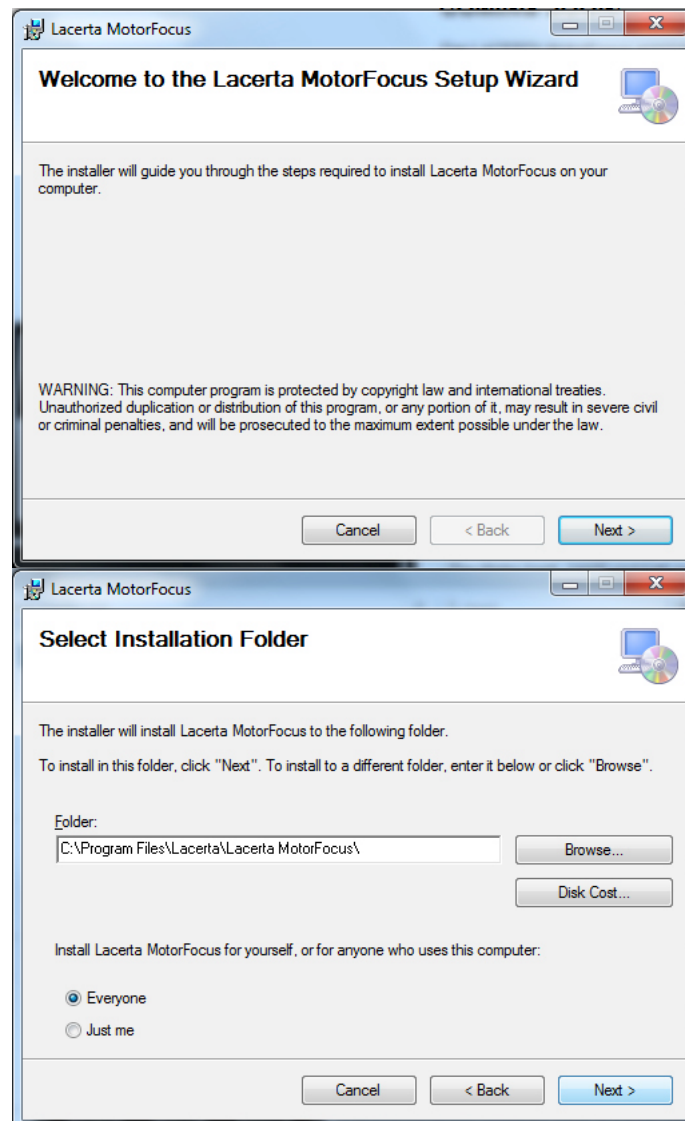 Lacerta MotorFocus
Welcome to the Lacerta MotorFocus Setup Wizard
The installer will guide you through the steps required to install Lacerta MotorFocus on your
computer.
WARNING: This computer program is protected by copyright law and international treaties.
Unauthorized duplication or distribution of this program, or any portion of it, may result in severe civil
or criminal penalties, and will be prosecuted to the maximum extent possible under the law.
Cancel < Back Next >
Lacerta MotorFocus
Select Installation Folder
The installer will install Lacerta MotorFocus to the following folder.
To install in this folder, click "Next". To install to a different folder, enter it below or click "Browse".
Folder:
C:\Program Files\Lacerta\Lacerta MotorFocus\
Browse...
Disk Cost...
Install Lacerta MotorFocus for yourself, or for anyone who uses this computer:
Everyone
Just me
Cancel < Back Next >